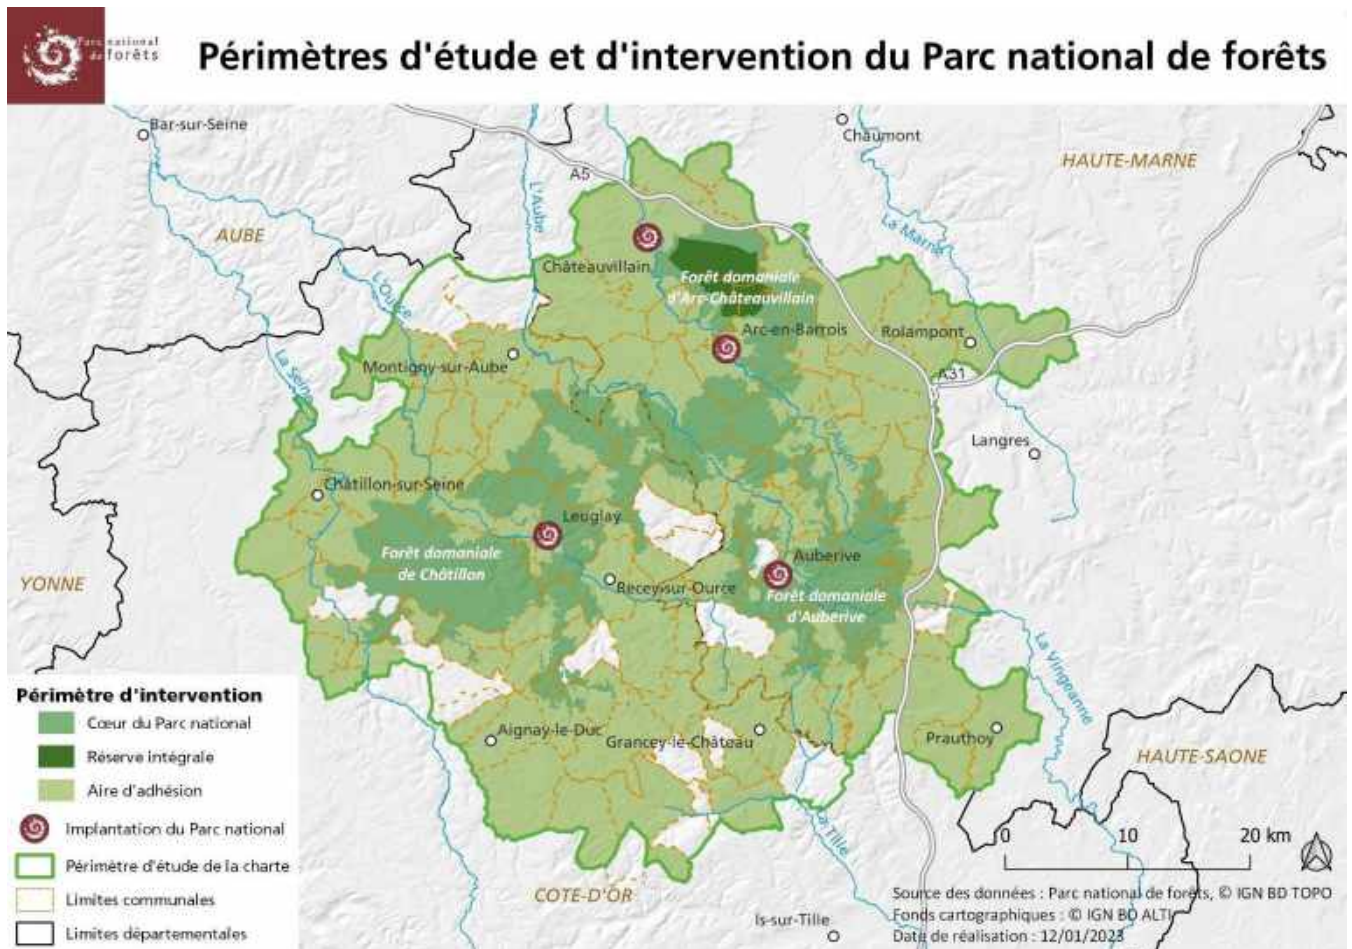 Parc national
de forêts
Périmètres d'étude et d'intervention du Parc national de forêts
Bar-sur-Seine
Chaumont
HAUTE-MARNE
A5
L'Aube
La Marne
AUBE
Châteauvillain
Forêt domaniale
d'Arc-Châteauvillain
L'Ource
Arc-en-Barrois
Rolampont
Montigny-sur-Aube
La Seine
A31
L'Aujon
Langres
Châtillon-sur-Seine
Leuglay
Forêt domaniale
de Châtillon
Auberive
YONNE
Recey-sur-Ource
Forêt domaniale
d'Auberive
La Vingeanne
Périmètre d'intervention
Cœur du Parc national
Réserve intégrale
Aire d'adhésion
Implantation du Parc national
Périmètre d'étude de la charte
Limites communales
Limites départementales
Aignay-le-Duc
Grancey-le-Château
Prauthoy
HAUTE-SAONE
La Tille
0 10 20 km
COTE-D'OR
Is-sur-Tille
Source des données : Parc national de forêts, © IGN BD TOPO
Fonds cartographiques : © IGN BD ALTI
Date de réalisation : 12/01/2023